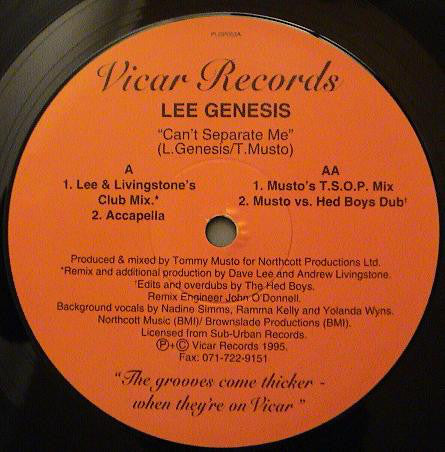 PLGP053A
Vicar Records
LEE GENESIS
"Can't Separate Me"
(L.Genesis/T.Musto)
A
1. Lee & Livingstone's
Club Mix.*
2. Accapella
AA
1. Musto's T.S.O.P. Mix
2. Musto vs. Hed Boys Dub†
Produced & mixed by Tommy Musto for Northcott Productions Ltd.
*Remix and additional production by Dave Lee and Andrew Livingstone.
†Edits and overdubs by The Hed Boys.
Remix Engineer John O'Donnell.
Background vocals by Nadine Simms, Ramma Kelly and Yolanda Wyns.
Northcott Music (BMI)/ Brownslade Productions (BMI).
Licensed from Sub-Urban Records.
Ⓟ+Ⓒ Vicar Records 1995.
Fax: 071-722-9151
"The grooves come thicker -
when they're on Vicar"